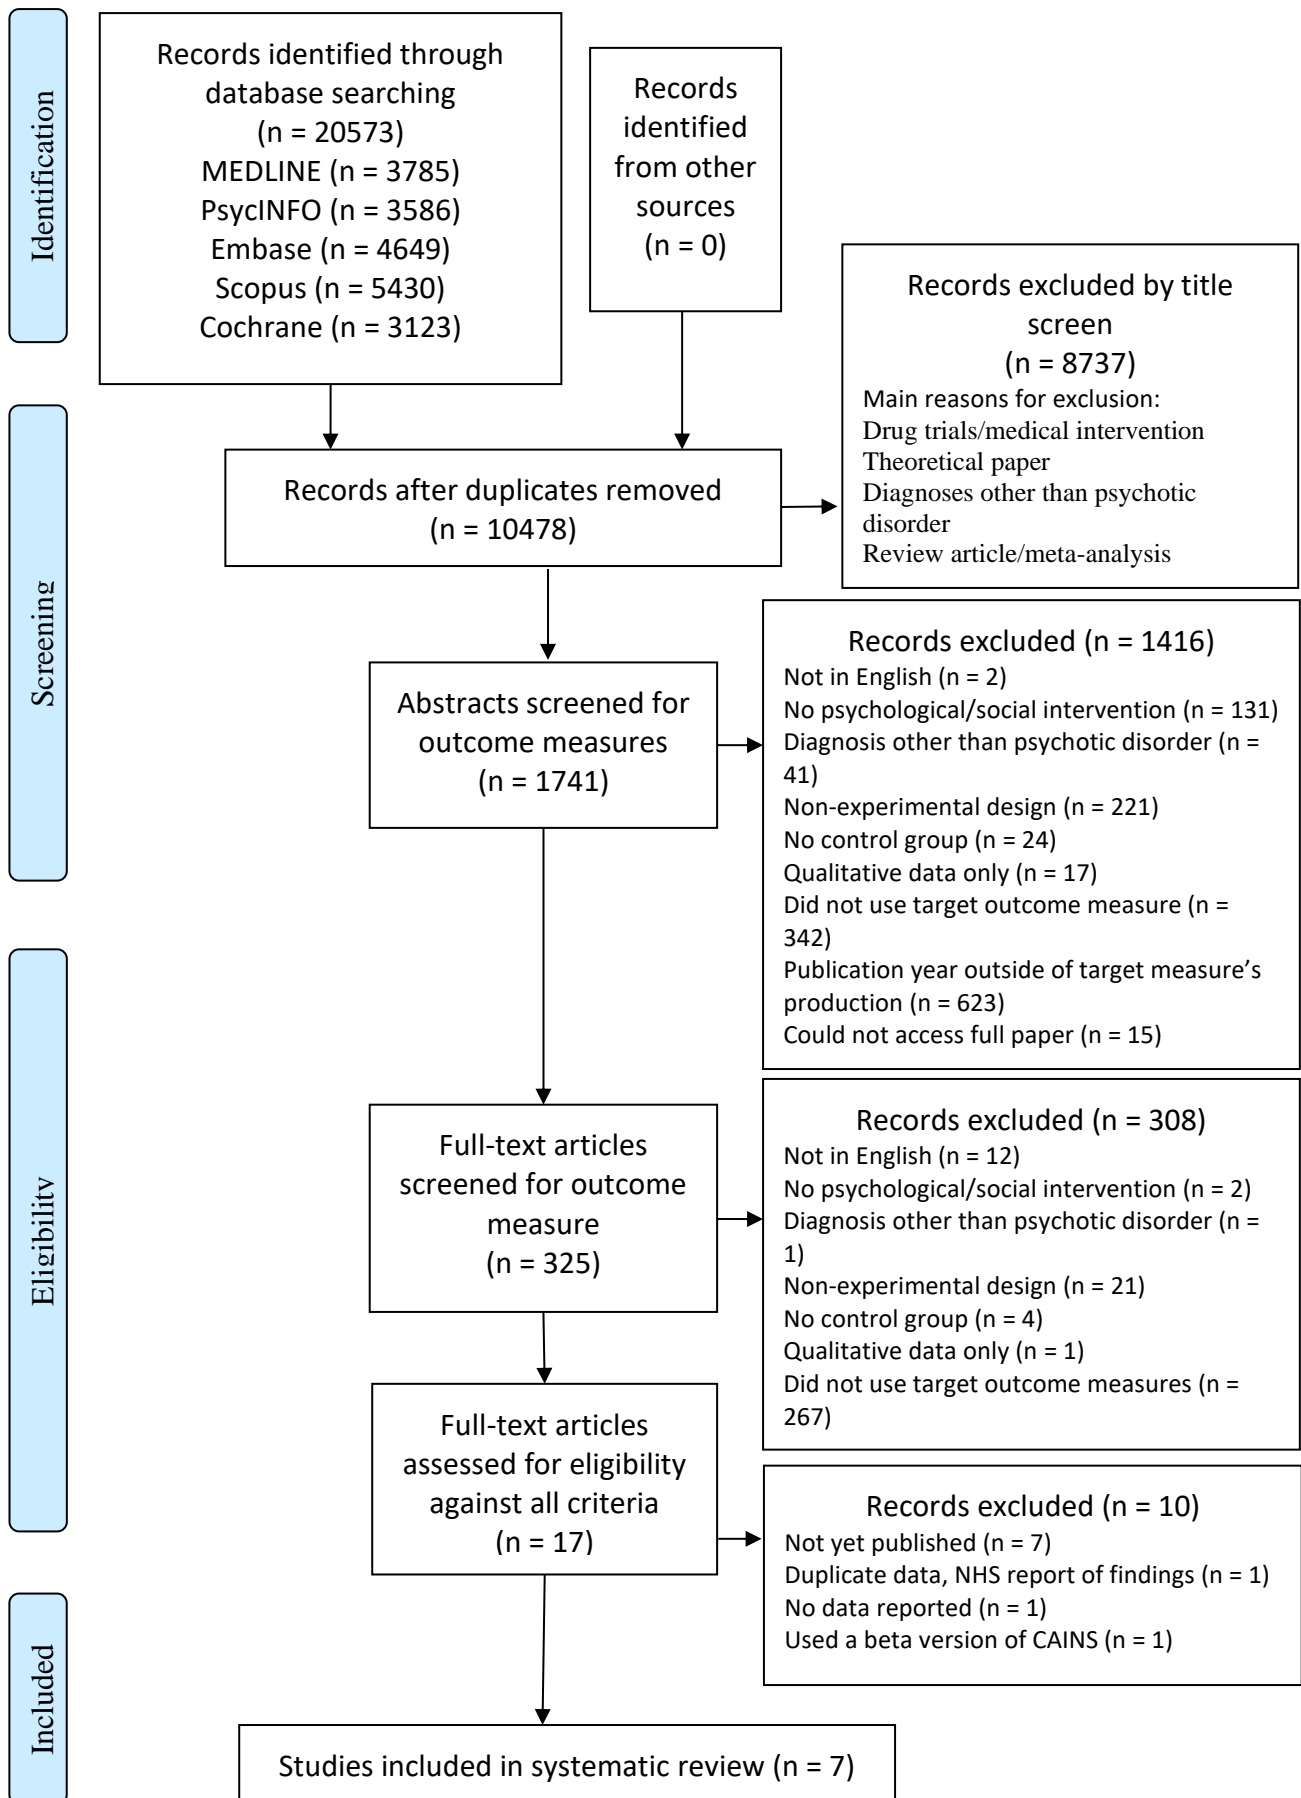 Identification
Records identified through
database searching
(n = 20573)
MEDLINE (n = 3785)
PsycINFO (n = 3586)
Embase (n = 4649)
Scopus (n = 5430)
Cochrane (n = 3123)
Records
identified
from other
sources
(n = 0)
Records excluded by title
screen
(n = 8737)
Main reasons for exclusion:
Drug trials/medical intervention
Theoretical paper
Diagnoses other than psychotic
disorder
Review article/meta-analysis
Screening
Records after duplicates removed
(n = 10478)
Abstracts screened for
outcome measures
(n = 1741)
Records excluded (n = 1416)
Not in English (n = 2)
No psychological/social intervention (n = 131)
Diagnosis other than psychotic disorder (n =
41)
Non-experimental design (n = 221)
No control group (n = 24)
Qualitative data only (n = 17)
Did not use target outcome measure (n =
342)
Publication year outside of target measure’s
production (n = 623)
Could not access full paper (n = 15)
Eligibility
Full-text articles
screened for outcome
measure
(n = 325)
Records excluded (n = 308)
Not in English (n = 12)
No psychological/social intervention (n = 2)
Diagnosis other than psychotic disorder (n =
1)
Non-experimental design (n = 21)
No control group (n = 4)
Qualitative data only (n = 1)
Did not use target outcome measures (n =
267)
Full-text articles
assessed for eligibility
against all criteria
(n = 17)
Records excluded (n = 10)
Not yet published (n = 7)
Duplicate data, NHS report of findings (n = 1)
No data reported (n = 1)
Used a beta version of CAINS (n = 1)
Included
Studies included in systematic review (n = 7)